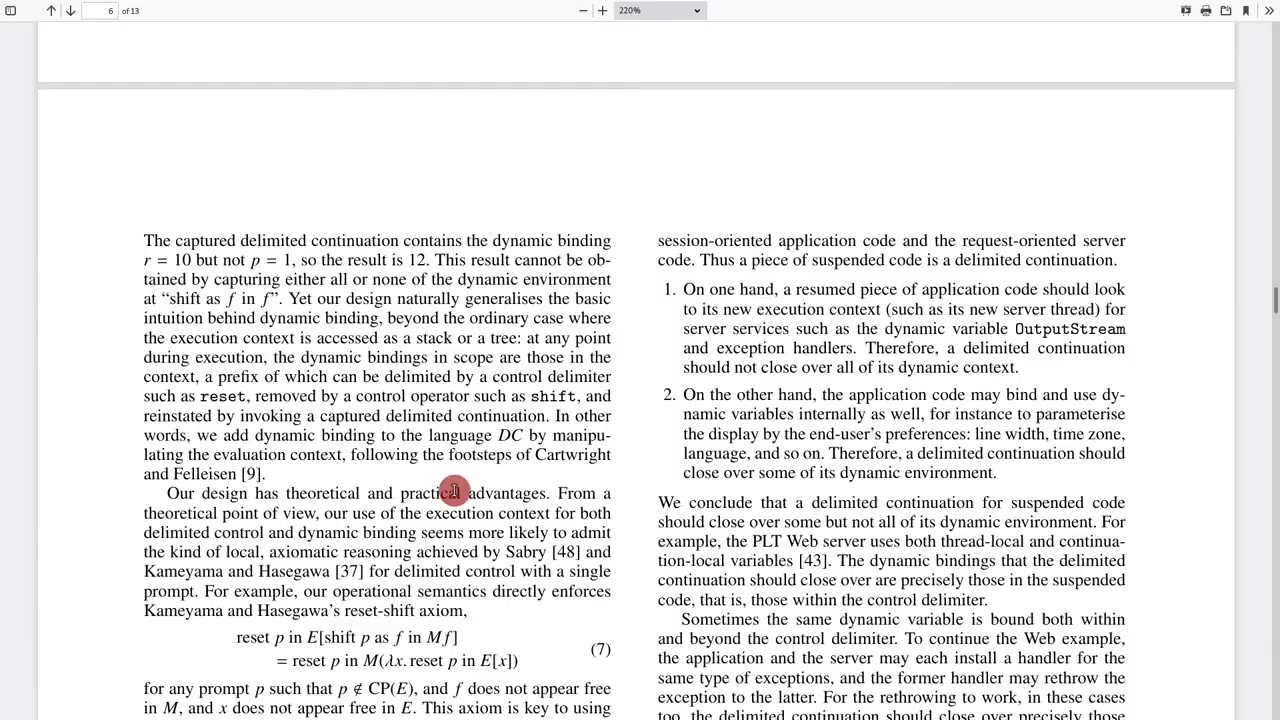 6 of 13
220%
The captured delimited continuation contains the dynamic binding
r = 10 but not p = 1, so the result is 12. This result cannot be ob-
tained by capturing either all or none of the dynamic environment
at “shift as f in f”. Yet our design naturally generalises the basic
intuition behind dynamic binding, beyond the ordinary case where
the execution context is accessed as a stack or a tree: at any point
during execution, the dynamic bindings in scope are those in the
context, a prefix of which can be delimited by a control delimiter
such as reset, removed by a control operator such as shift, and
reinstated by invoking a captured delimited continuation. In other
words, we add dynamic binding to the language DC by manipu-
lating the evaluation context, following the footsteps of Cartwright
and Felleisen [9].
Our design has theoretical and practical advantages. From a
theoretical point of view, our use of the execution context for both
delimited control and dynamic binding seems more likely to admit
the kind of local, axiomatic reasoning achieved by Sabry [48] and
Kameyama and Hasegawa [37] for delimited control with a single
prompt. For example, our operational semantics directly enforces
Kameyama and Hasegawa’s reset-shift axiom,
reset p in E[shift p as f in Mf]
= reset p in M(λx. reset p in E[x])
(7)
for any prompt p such that p ∉ CP(E), and f does not appear free
in M, and x does not appear free in E. This axiom is key to using
session-oriented application code and the request-oriented server
code. Thus a piece of suspended code is a delimited continuation.
1. On one hand, a resumed piece of application code should look
to its new execution context (such as its new server thread) for
server services such as the dynamic variable OutputStream
and exception handlers. Therefore, a delimited continuation
should not close over all of its dynamic context.
2. On the other hand, the application code may bind and use dy-
namic variables internally as well, for instance to parameterise
the display by the end-user’s preferences: line width, time zone,
language, and so on. Therefore, a delimited continuation should
close over some of its dynamic environment.
We conclude that a delimited continuation for suspended code
should close over some but not all of its dynamic environment. For
example, the PLT Web server uses both thread-local and continua-
tion-local variables [43]. The dynamic bindings that the delimited
continuation should close over are precisely those in the suspended
code, that is, those within the control delimiter.
Sometimes the same dynamic variable is bound both within
and beyond the control delimiter. To continue the Web example,
the application and the server may each install a handler for the
same type of exceptions, and the former handler may rethrow the
exception to the latter. For the rethrowing to work, in these cases
too, the delimited continuation should close over precisely those